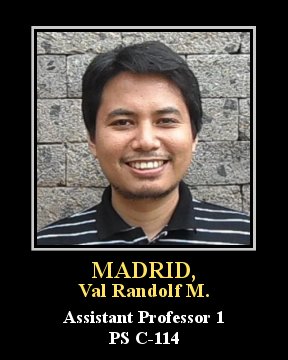 MADRID,
Val Randolf M.
Assistant Professor 1
PS C-114